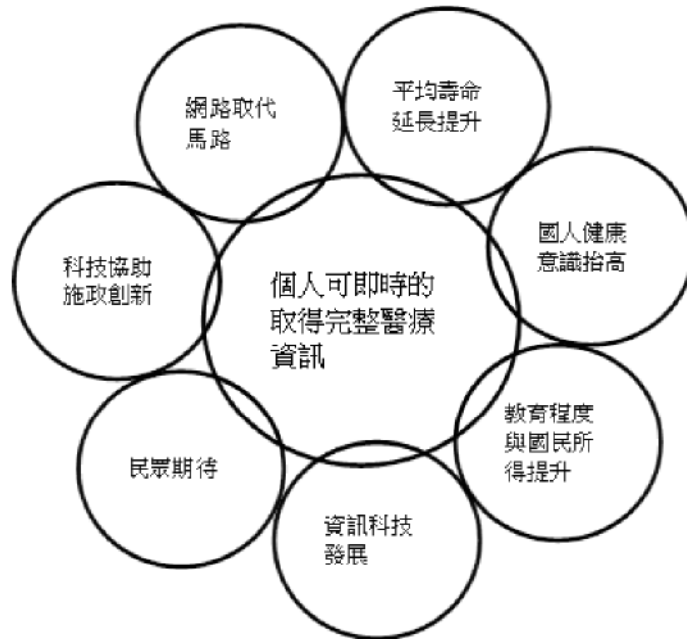 網路取代
馬路
平均壽命
延長提升
國人健康
意識抬高
科技協助
施政創新
個人可即時的
取得完整醫療
資訊
教育程度
與國民所
得提升
民眾期待
資訊科技
發展